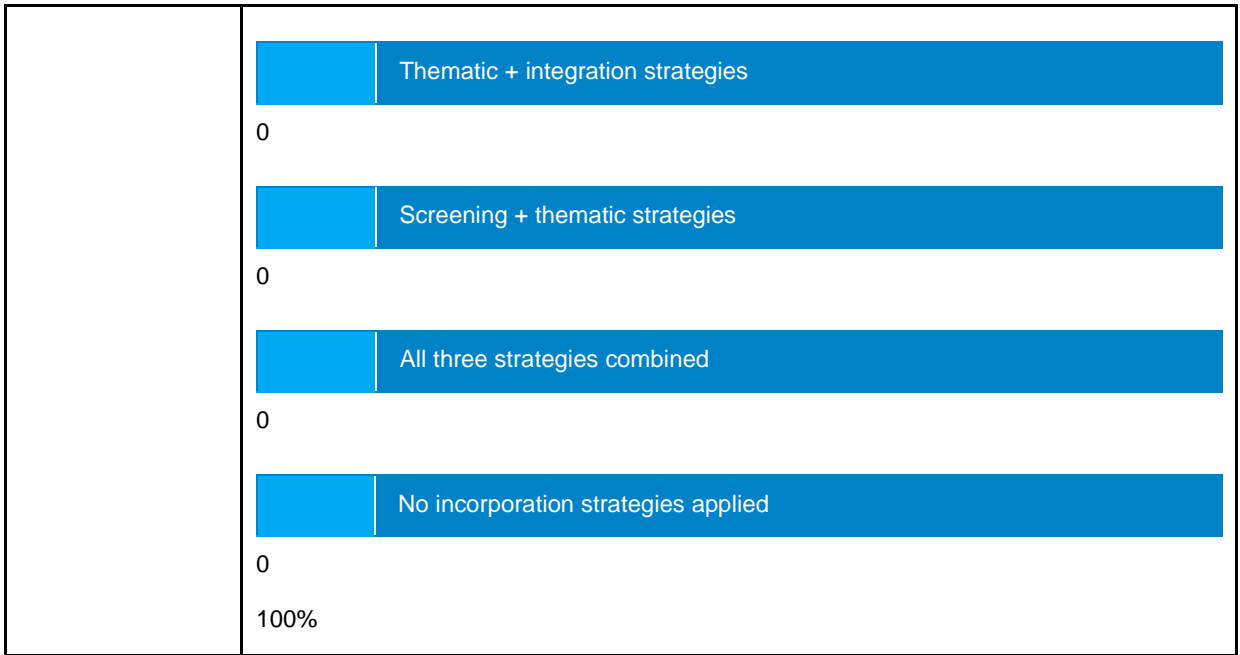 Thematic + integration strategies
0
Screening + thematic strategies
0
All three strategies combined
0
No incorporation strategies applied
0
100%